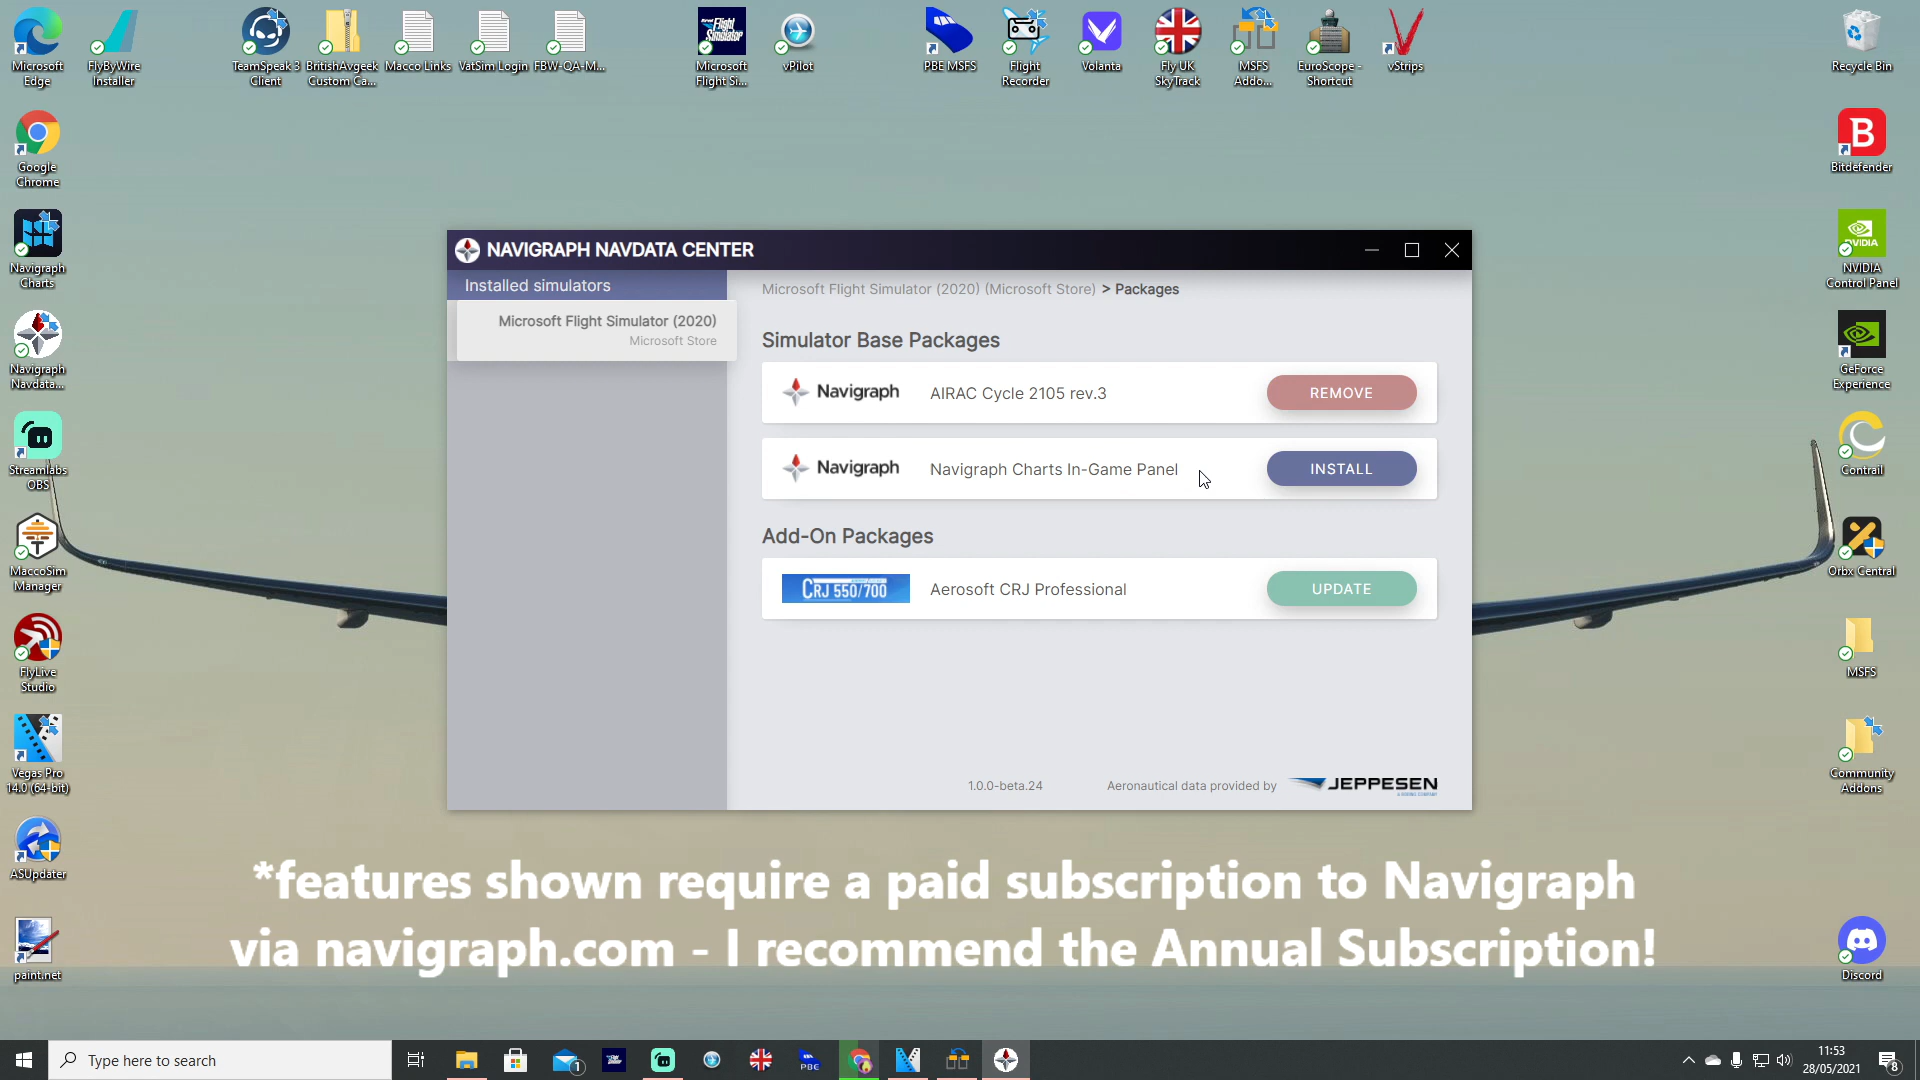 Microsoft Edge
FlyByWire Installer
TeamSpeak 3 Client
BritishAvgeek Custom Ca...
Macco Links
VatSim Login
FBW-QA-M...
Microsoft Flight Simulator
Microsoft Flight Si...
vPilot
PBE MSFS
Flight Recorder
Volanta
Fly UK SkyTrack
MSFS Addo...
EuroScope - Shortcut
vStrips
Recycle Bin
Google Chrome
Navigraph Charts
Navigraph Navdata...
Streamlabs OBS
MaccoSim Manager
FlyLive Studio
Vegas Pro 14.0 (64-bit)
ASUpdater
paint.net
B
Bitdefender
NVIDIA
NVIDIA Control Panel
GeForce Experience
Contrail
Orbx Central
MSFS
Community Addons
Discord
NAVIGRAPH NAVDATA CENTER
Installed simulators
Microsoft Flight Simulator (2020)
Microsoft Store
Microsoft Flight Simulator (2020) (Microsoft Store) > Packages
Simulator Base Packages
Navigraph AIRAC Cycle 2105 rev.3 REMOVE
Navigraph Navigraph Charts In-Game Panel INSTALL
Add-On Packages
CRJ 550/700 Aerosoft CRJ Professional UPDATE
1.0.0-beta.24 Aeronautical data provided by JEPPESEN
*features shown require a paid subscription to Navigraph
via navigraph.com - I recommend the Annual Subscription!
Type here to search
1
PBE
11:53
28/05/2021
8